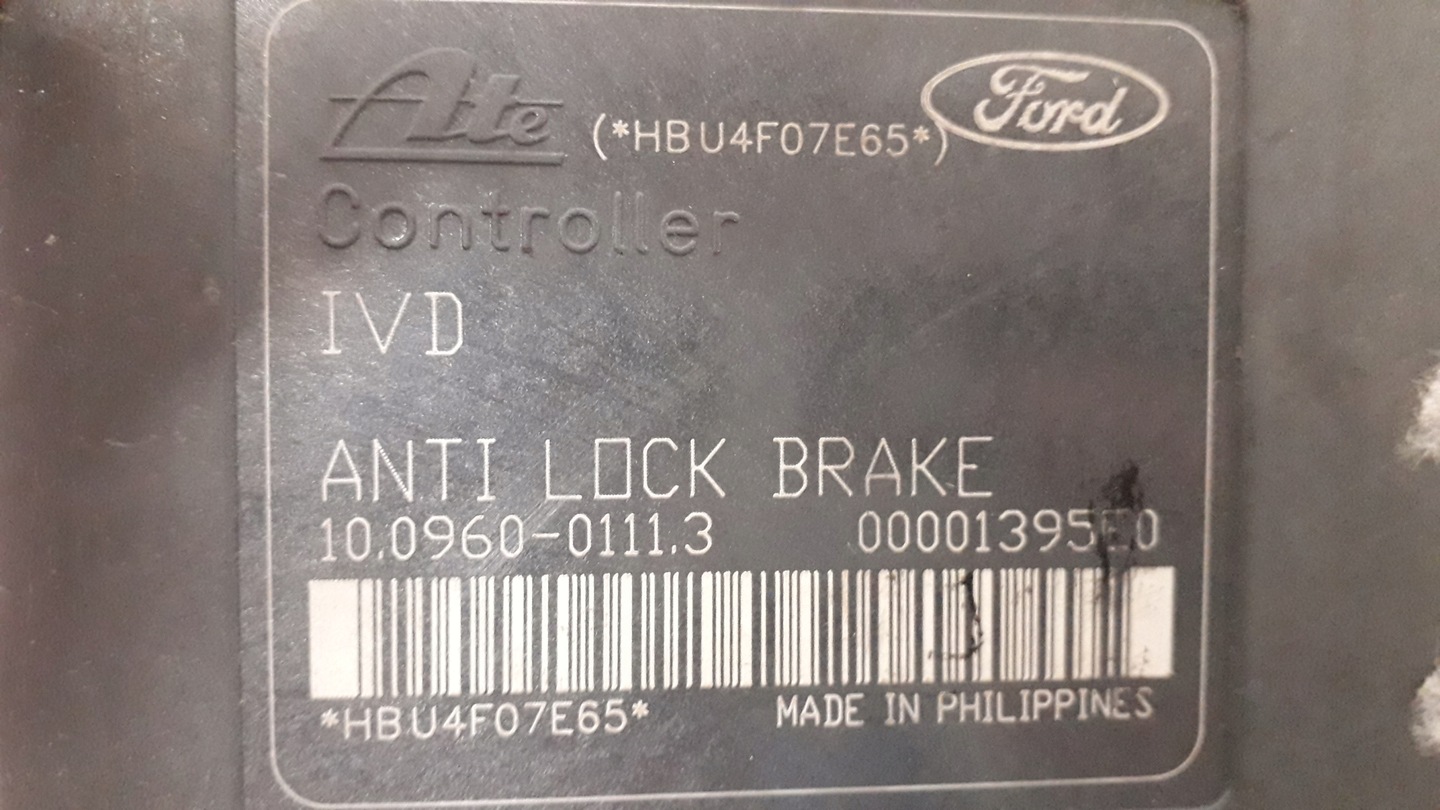 Ate (*HBU4F07E65*) Ford
Controller
IVD
ANTI LOCK BRAKE
10.0960-0111.3
MADE IN PHILIPPINES
*HBU4F07E65*